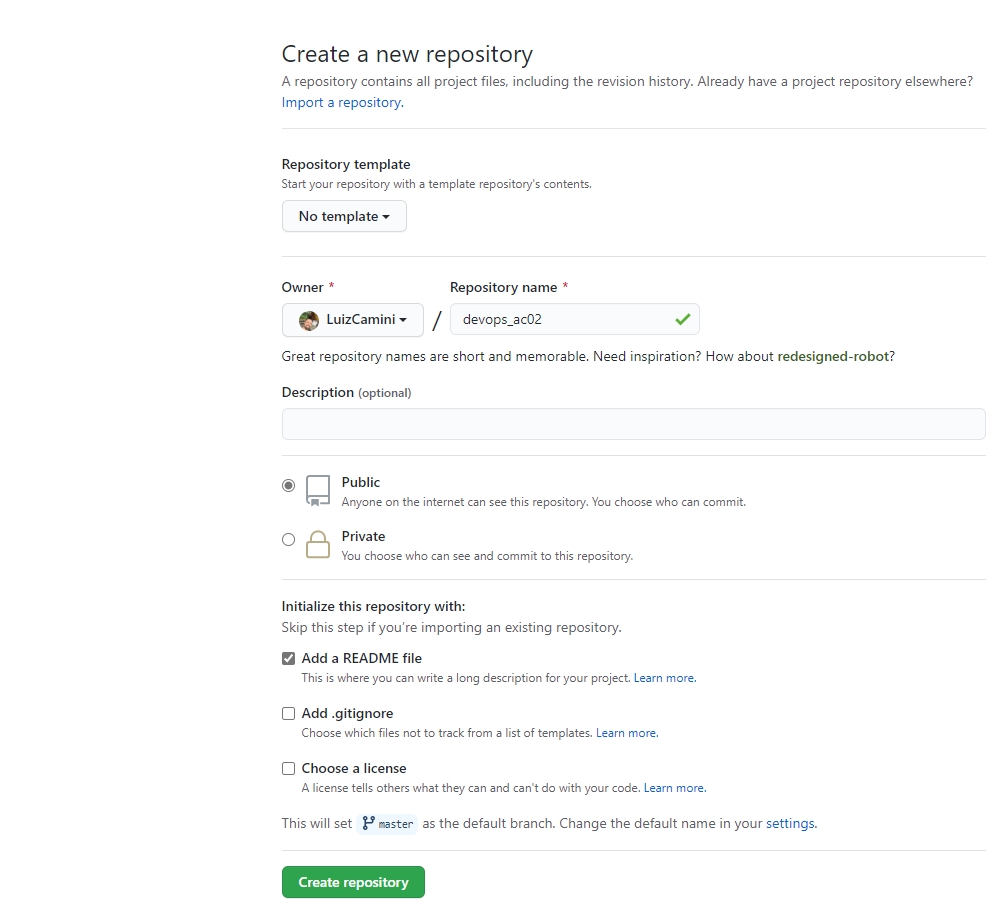 Create a new repository
A repository contains all project files, including the revision history. Already have a project repository elsewhere?
Import a repository.
Repository template
Start your repository with a template repository's contents.
No template
Owner *
Repository name *
LuizCamini
/
devops_ac02
Great repository names are short and memorable. Need inspiration? How about redesigned-robot?
Description (optional)
Public
Anyone on the internet can see this repository. You choose who can commit.
Private
You choose who can see and commit to this repository.
Initialize this repository with:
Skip this step if you're importing an existing repository.
Add a README file
This is where you can write a long description for your project. Learn more.
Add .gitignore
Choose which files not to track from a list of templates. Learn more.
Choose a license
A license tells others what they can and can't do with your code. Learn more.
This will set master as the default branch. Change the default name in your settings.
Create repository